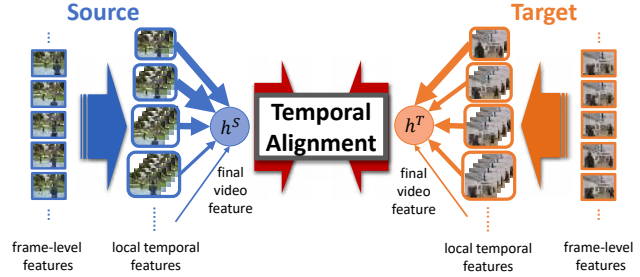 Source
Target
h^S
Temporal
Alignment
h^T
final
video
feature
final
video
feature
frame-level
features
local temporal
features
local temporal
features
frame-level
features